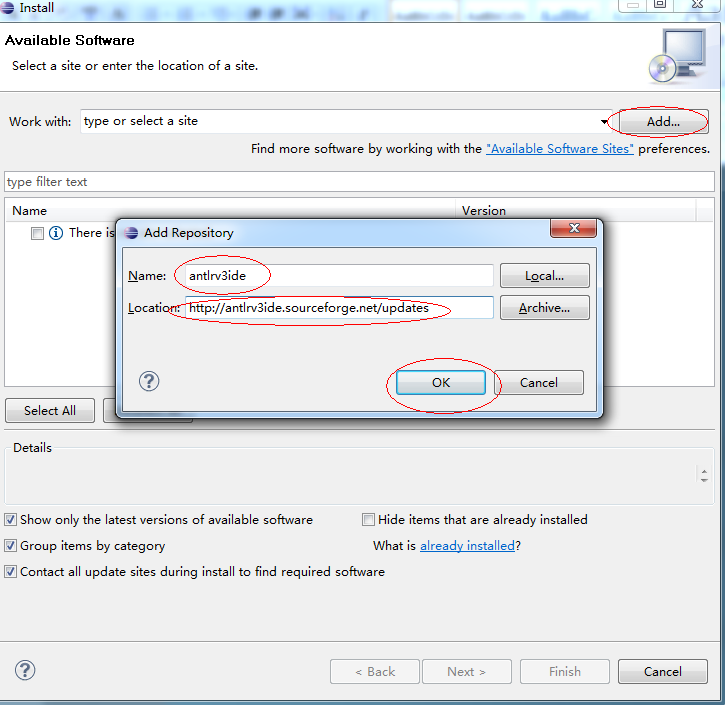 Install
Available Software
Select a site or enter the location of a site.
Work with: type or select a site Add...
Find more software by working with the "Available Software Sites" preferences.
type filter text
Name Version
There is
Add Repository
Name: antlrv3ide Local...
Location: http://antlrv3ide.sourceforge.net/updates Archive...
OK Cancel
Select All
Details
Show only the latest versions of available software Hide items that are already installed
Group items by category What is already installed?
Contact all update sites during install to find required software
< Back Next > Finish Cancel